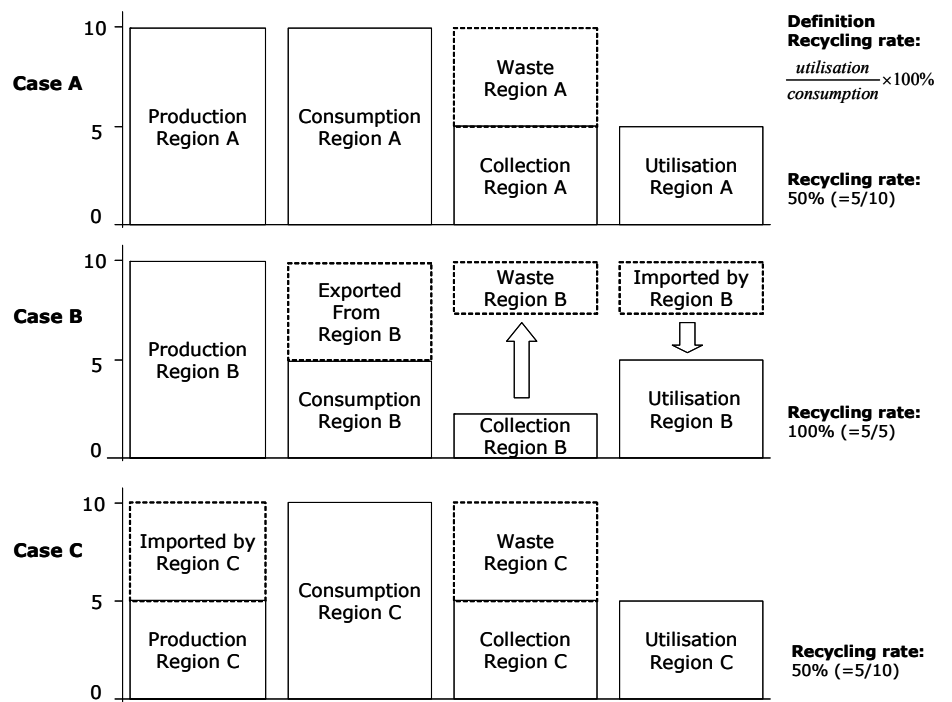 Case A
10
5
0
Production
Region A
Consumption
Region A
Waste
Region A
Collection
Region A
Utilisation
Region A
Definition
Recycling rate:
utilisation
consumption ×100%
Recycling rate:
50% (=5/10)
Case B
10
5
0
Production
Region B
Exported
From
Region B
Consumption
Region B
Waste
Region B
Collection
Region B
Imported by
Region B
Utilisation
Region B
Recycling rate:
100% (=5/5)
Case C
10
5
0
Imported by
Region C
Production
Region C
Consumption
Region C
Waste
Region C
Collection
Region C
Utilisation
Region C
Recycling rate:
50% (=5/10)